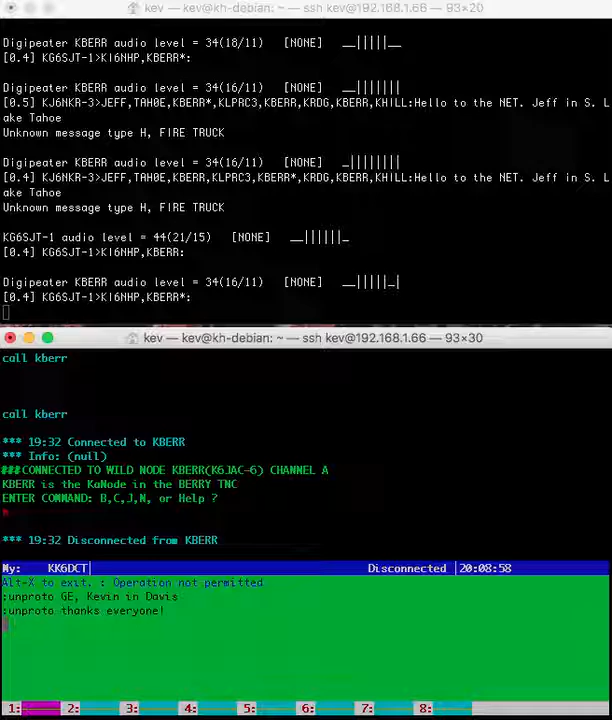 kev — kev@kh-debian: ~ — ssh kev@192.168.1.66 — 93×20
Digipeater KBERR audio level = 34(18/11) [NONE] __|||||__
[0.4] KG6SJT-1>KI6NHP,KBERR*:
Digipeater KBERR audio level = 34(16/11) [NONE] __|||||||
[0.5] KJ6NKR-3>JEFF,TAHOE,KBERR*,KLPRC3,KBERR,KRDG,KBERR,KHILL:Hello to the NET. Jeff in S. L
ake Tahoe
Unknown message type H, FIRE TRUCK
Digipeater KBERR audio level = 34(16/11) [NONE] _||||||||
[0.4] KJ6NKR-3>JEFF,TAHOE,KBERR,KLPRC3,KBERR*,KRDG,KBERR,KHILL:Hello to the NET. Jeff in S. L
ake Tahoe
Unknown message type H, FIRE TRUCK
KG6SJT-1 audio level = 44(21/15) [NONE] __||||||_
[0.4] KG6SJT-1>KI6NHP,KBERR:
Digipeater KBERR audio level = 34(16/11) [NONE] __|||||_|
[0.4] KG6SJT-1>KI6NHP,KBERR*:
kev — kev@kh-debian: ~ — ssh kev@192.168.1.66 — 93×30
call kberr
call kberr
*** 19:32 Connected to KBERR
*** Info: (null)
###CONNECTED TO WILD NODE KBERR(K6JAC-6) CHANNEL A
KBERR is the KaNode in the BERRY TNC
ENTER COMMAND: B,C,J,N, or Help ?
*** 19:32 Disconnected from KBERR
My: KK6DCT| Disconnected |20:08:58
Alt-X to exit. : Operation not permitted
:unproto GE, Kevin in Davis
:unproto thanks everyone!
1: 2: 3: 4: 5: 6: 7: 8: